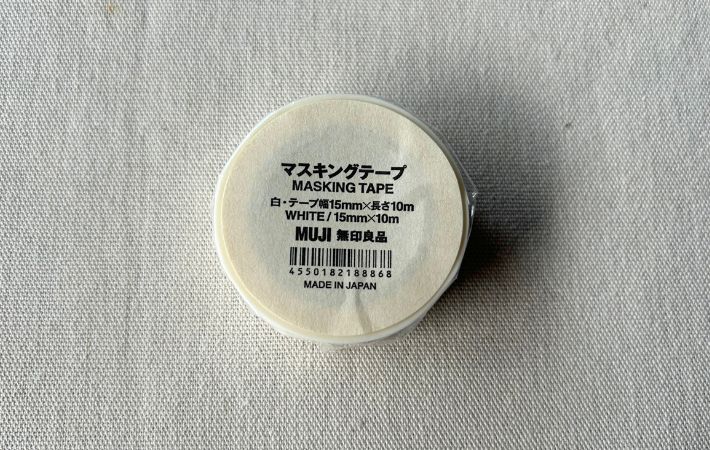 マスキングテープ
MASKING TAPE
白・テープ幅15mm×長さ10m
WHITE / 15mm×10m
MUJI 無印良品
4550182188868
MADE IN JAPAN